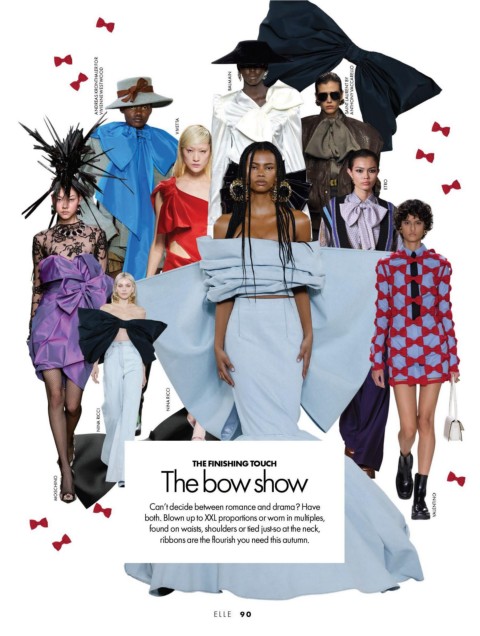 ANDREAS KRONTHALER FOR
VIVIENNE WESTWOOD
BALMAIN
SAINT LAURENT BY
ANTHONY VACCARELLO
VIVETTA
ETRO
NINA RICCI
NINA RICCI
MOSCHINO
VALENTINO
THE FINISHING TOUCH
The bow show
Can't decide between romance and drama? Have
both. Blown up to XXL proportions or worn in multiples,
found on waists, shoulders or tied just-so at the neck,
ribbons are the flourish you need this autumn.
ELLE 90